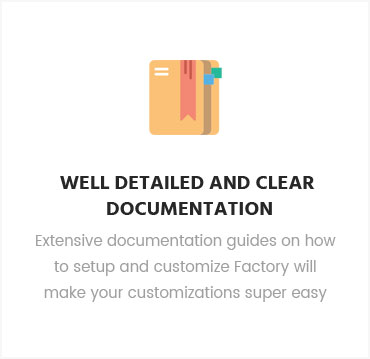 WELL DETAILED AND CLEAR
DOCUMENTATION
Extensive documentation guides on how
to setup and customize Factory will
make your customizations super easy